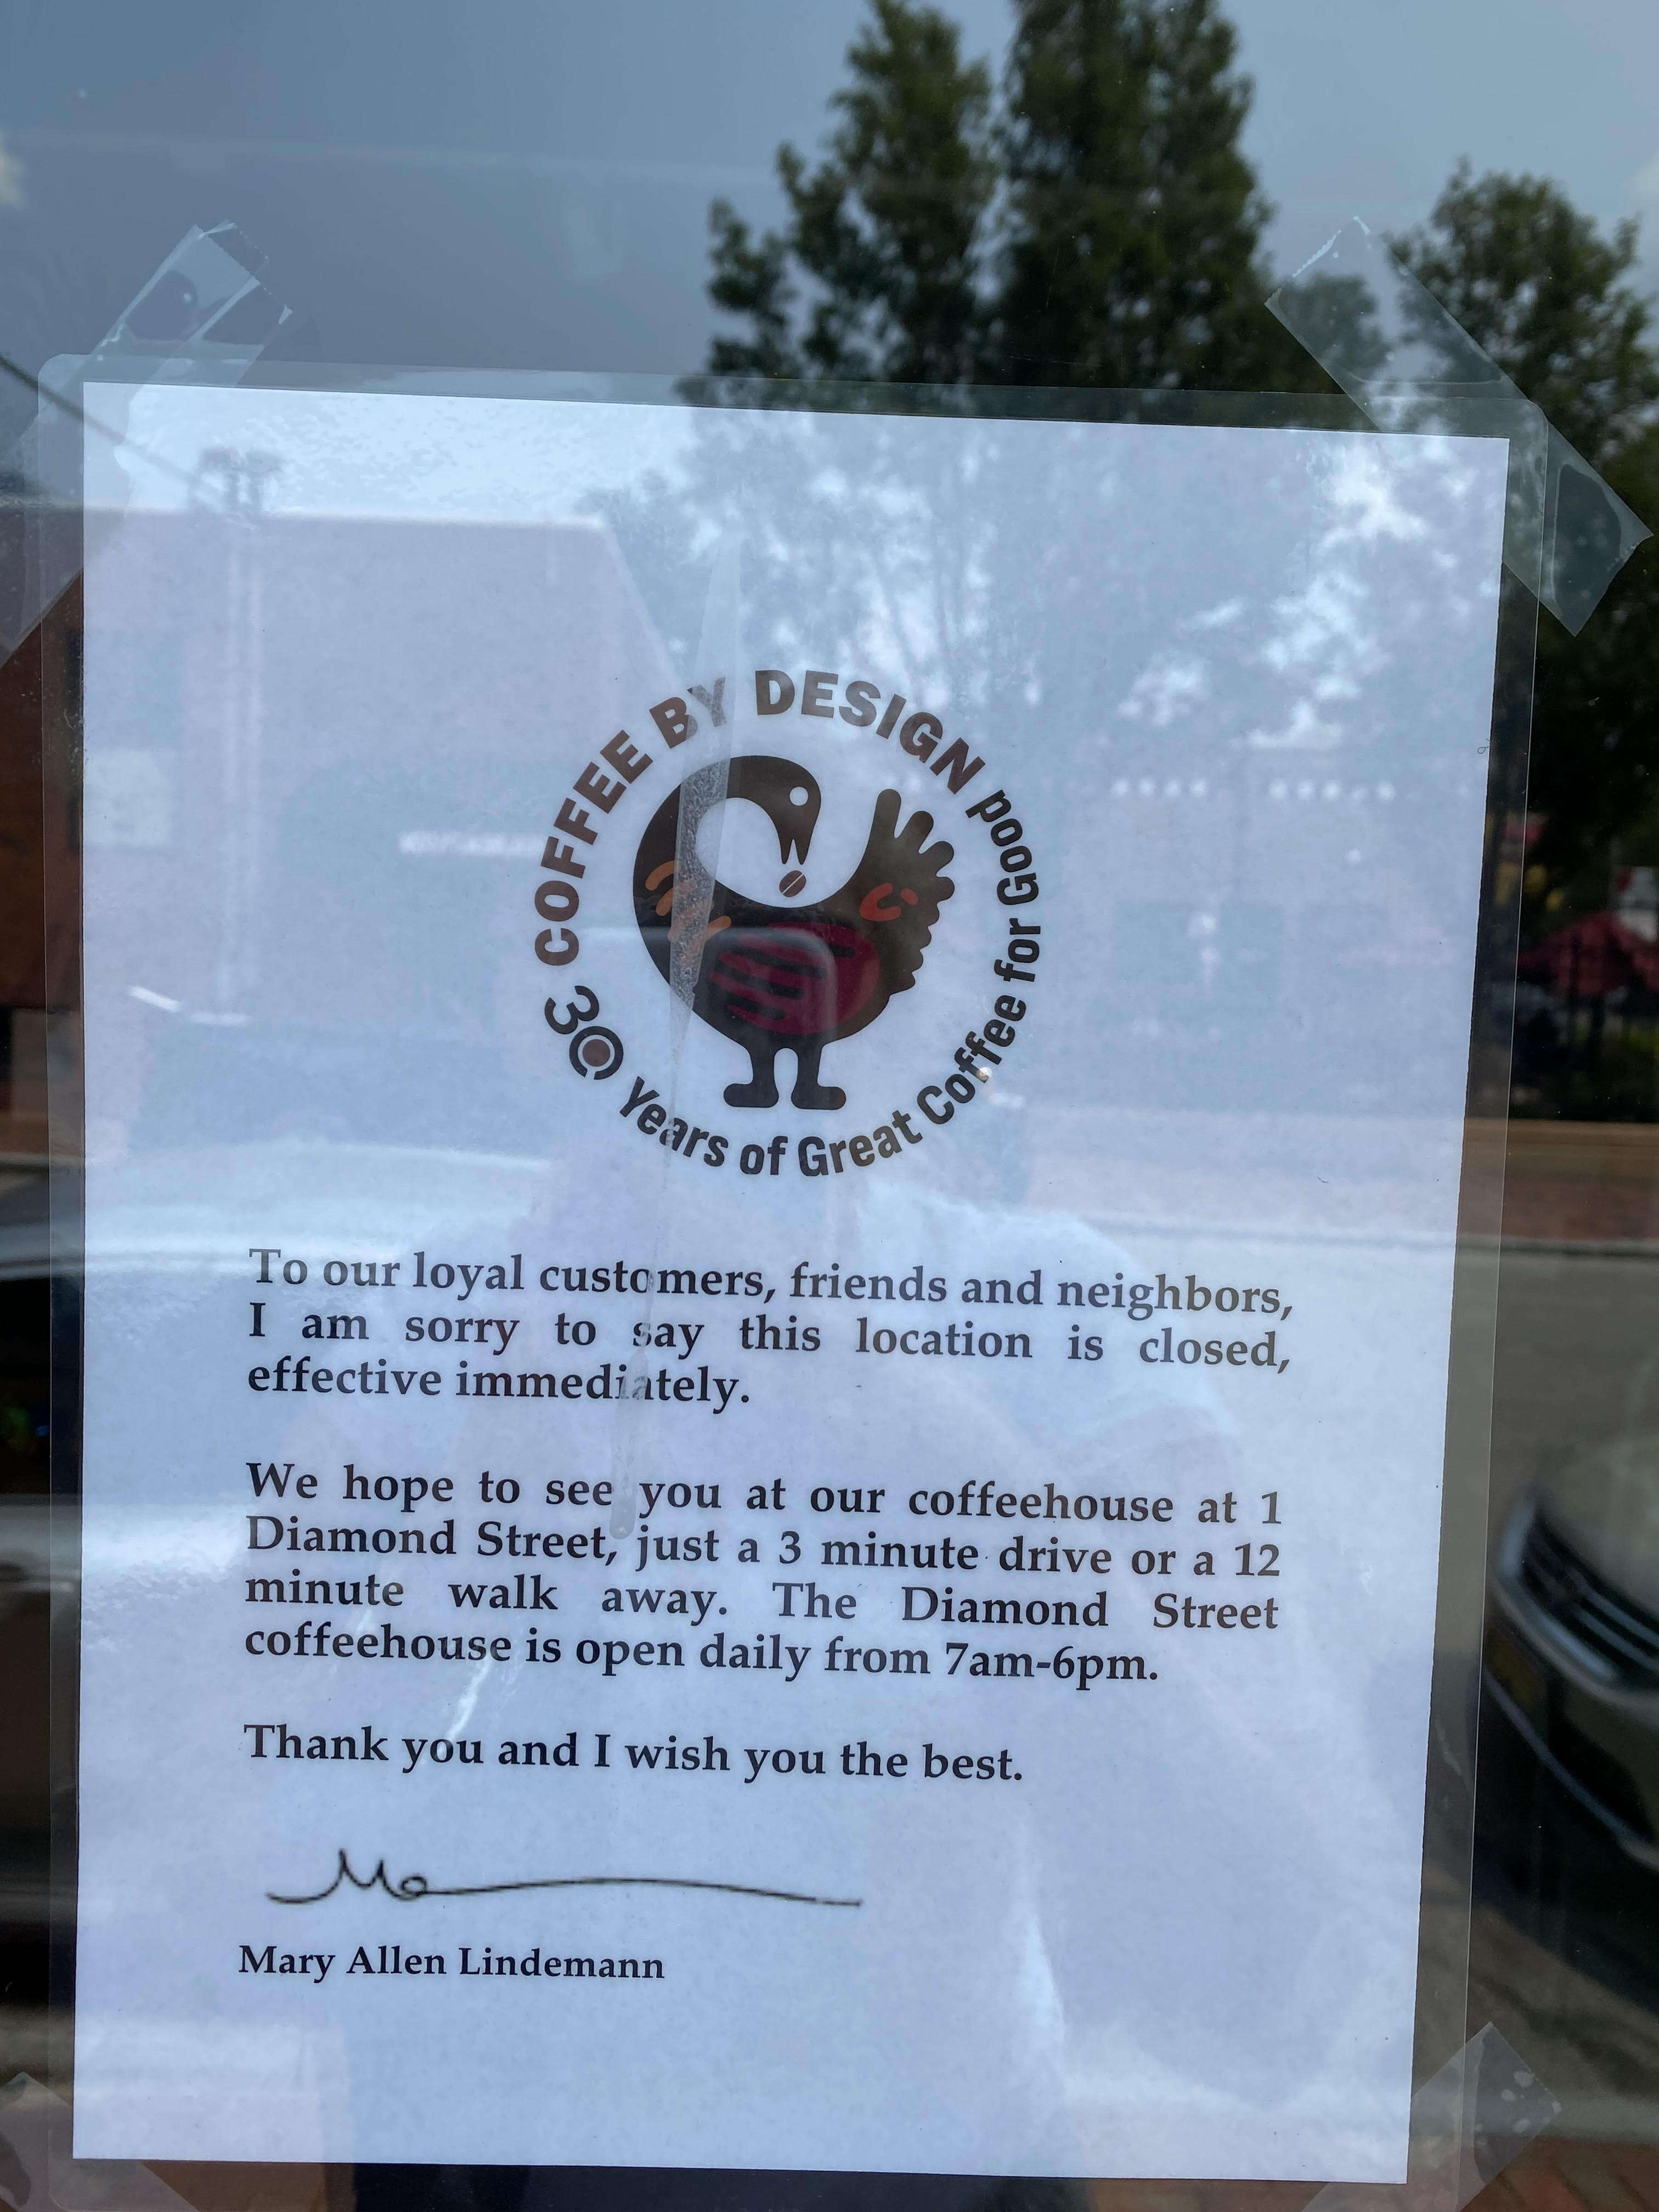 COFFEE BY DESIGN
30 Years of Great Coffee for Good
To our loyal customers, friends and neighbors,
I am sorry to say this location is closed,
effective immediately.
We hope to see you at our coffeehouse at 1
Diamond Street, just a 3 minute drive or a 12
minute walk away. The Diamond Street
coffeehouse is open daily from 7am-6pm.
Thank you and I wish you the best.
Mary Allen Lindemann